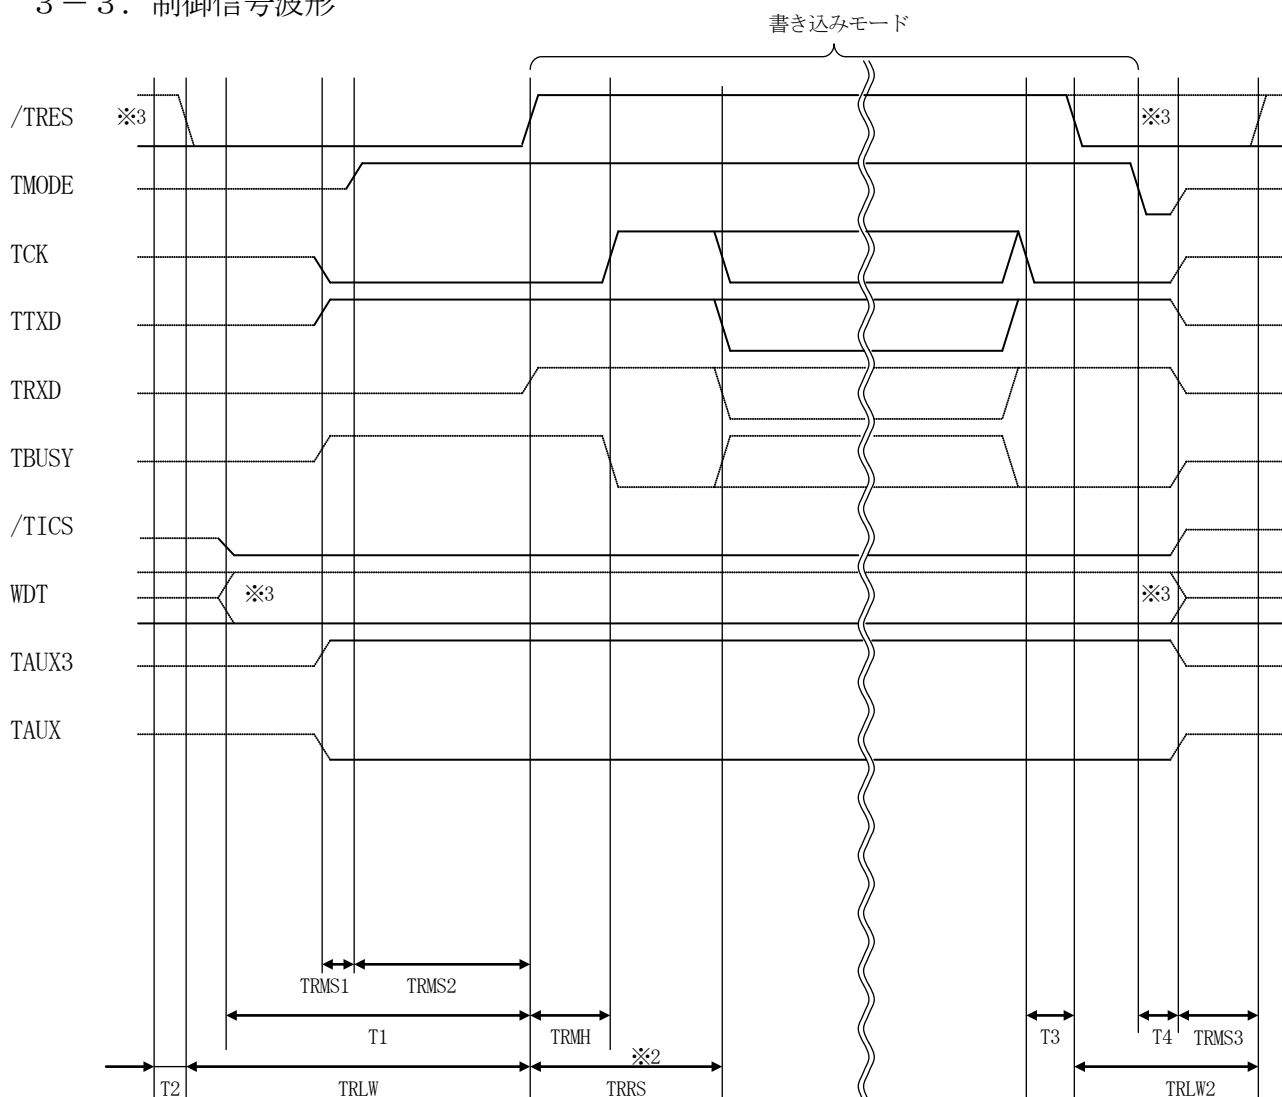 3-3. 制御信号波形
書き込みモード
/TRES ※3 ※3
TMODE
TCK
TTXD
TRXD
TBUSY
/TICS
WDT ※3 ※3
TAUX3
TAUX
TRMS1 TRMS2
T1 TRMH T3 T4 TRMS3
※2
T2 TRLW TRRS TRLW2